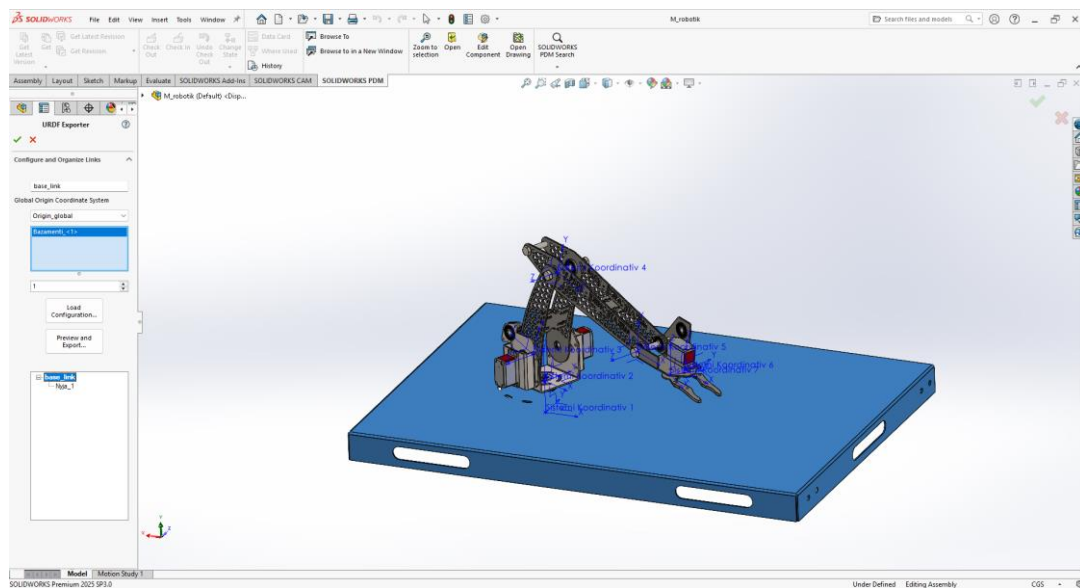 SOLIDWORKS File Edit View Insert Tools Window M_robotik Search files and models
Get Latest Version Get Get Latest Revision Get Revision Check Out Check In Undo Check Out Change State Data Card Where Used History Browse To Browse to in a New Window Zoom to selection Open Edit Component Open Drawing SOLIDWORKS PDM Search
Assembly Layout Sketch Markup Evaluate SOLIDWORKS Add-Ins SOLIDWORKS CAM SOLIDWORKS PDM
M_robotik (Default) <Disp...
URDF Exporter
Configure and Organize Links
base_link
Global Origin Coordinate System
Origin_global
Bazamenti_<1>
1
Load Configuration...
Preview and Export...
base_link
Nyja_1
Y
Koordinativ 4
Z
Koordinativ 3
Koordinativ 5
Koordinativ 6
Koordinativ 2
Sistemi Koordinativ 1
Model Motion Study 1
SOLIDWORKS Premium 2025 SP3.0 Under Defined Editing Assembly CGS